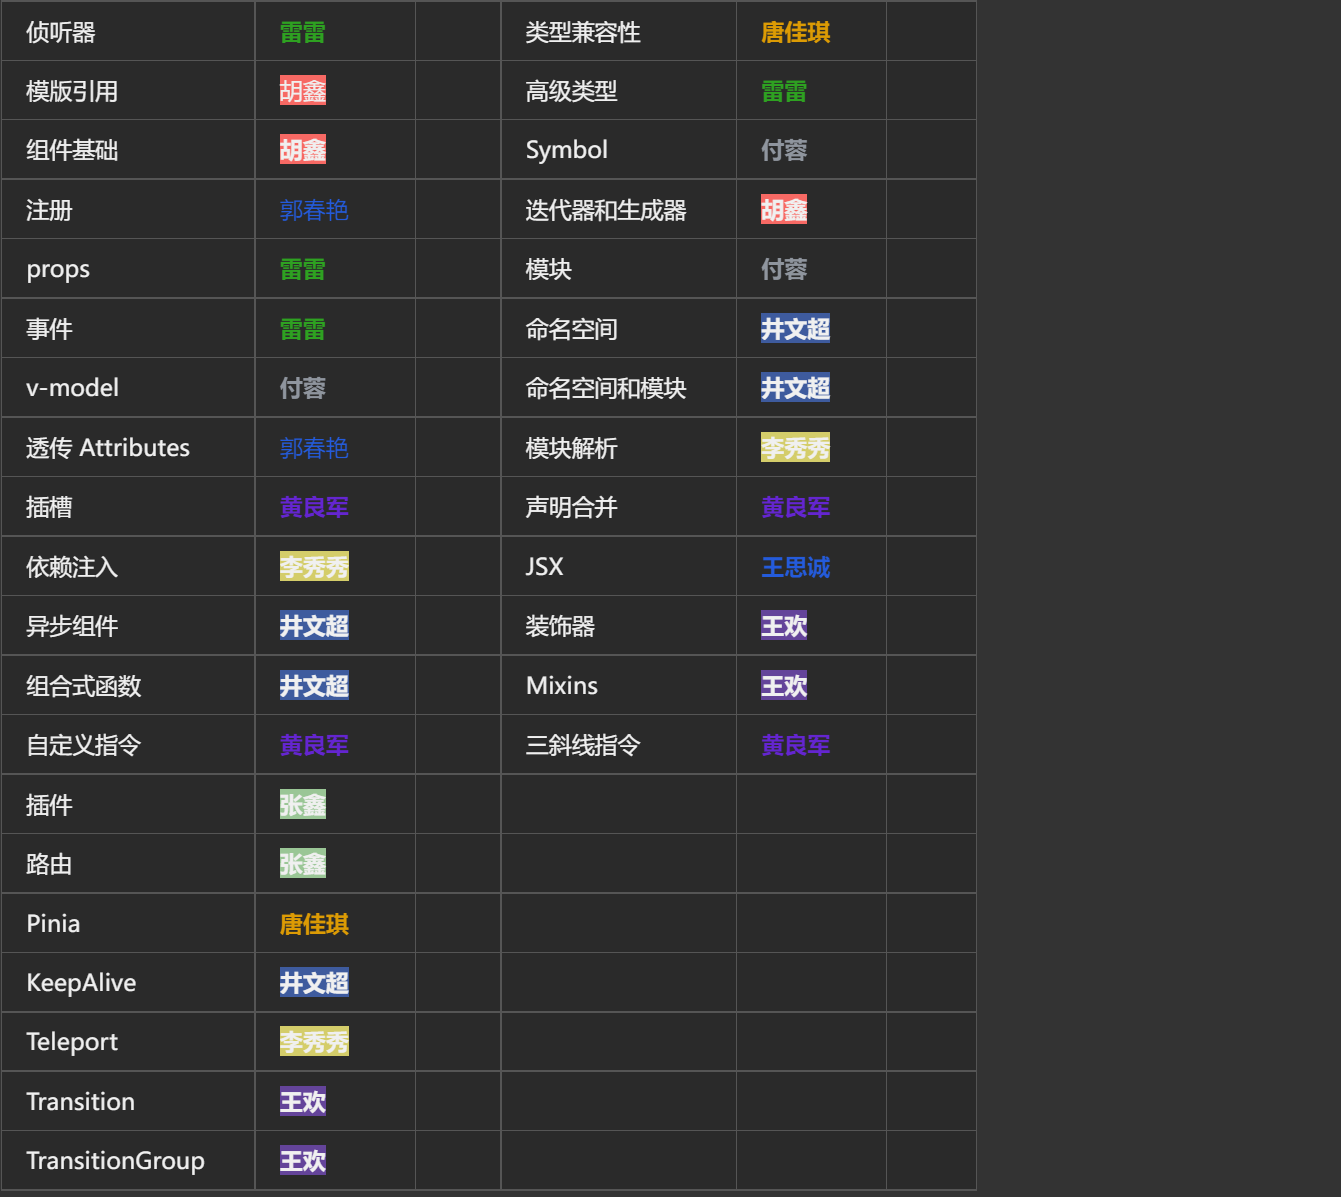 侦听器 雷雷 类型兼容性 唐佳琪
模版引用 胡鑫 高级类型 雷雷
组件基础 胡鑫 Symbol 付蓉
注册 郭春艳 迭代器和生成器 胡鑫
props 雷雷 模块 付蓉
事件 雷雷 命名空间 井文超
v-model 付蓉 命名空间和模块 井文超
透传 Attributes 郭春艳 模块解析 李秀秀
插槽 黄良军 声明合并 黄良军
依赖注入 李秀秀 JSX 王思诚
异步组件 井文超 装饰器 王欢
组合式函数 井文超 Mixins 王欢
自定义指令 黄良军 三斜线指令 黄良军
插件 张鑫
路由 张鑫
Pinia 唐佳琪
KeepAlive 井文超
Teleport 李秀秀
Transition 王欢
TransitionGroup 王欢